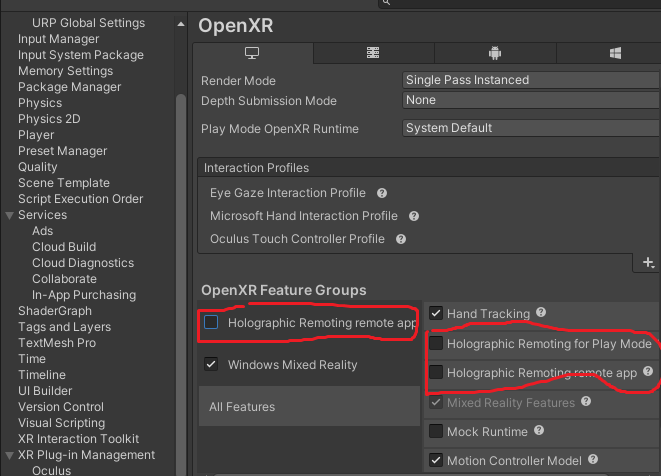 URP Global Settings
Input Manager
Input System Package
Memory Settings
Package Manager
Physics
Physics 2D
Player
Preset Manager
Quality
Scene Template
Script Execution Order
Services
Ads
Cloud Build
Cloud Diagnostics
Collaborate
In-App Purchasing
ShaderGraph
Tags and Layers
TextMesh Pro
Time
Timeline
UI Builder
Version Control
Visual Scripting
XR Interaction Toolkit
XR Plug-in Management
Oculus
OpenXR
Render Mode Single Pass Instanced
Depth Submission Mode None
Play Mode OpenXR Runtime System Default
Interaction Profiles
Eye Gaze Interaction Profile
Microsoft Hand Interaction Profile
Oculus Touch Controller Profile
OpenXR Feature Groups
Holographic Remoting remote app
Windows Mixed Reality
All Features
Hand Tracking
Holographic Remoting for Play Mode
Holographic Remoting remote app
Mixed Reality Features
Mock Runtime
Motion Controller Model